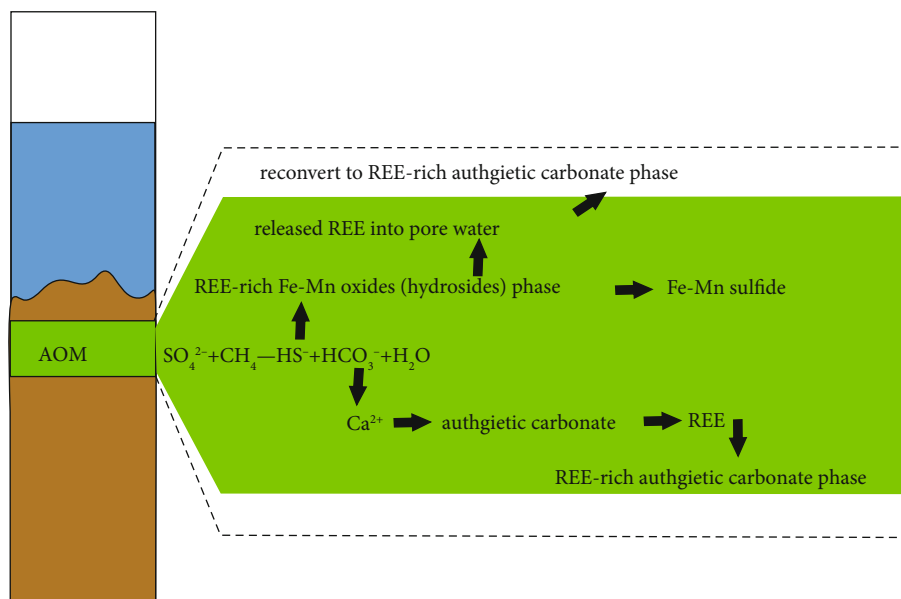 reconvert to REE-rich authgietic carbonate phase
released REE into pore water
REE-rich Fe-Mn oxides (hydrosides) phase
Fe-Mn sulfide
AOM
SO₄²⁻+CH₄—HS⁻+HCO₃⁻+H₂O
Ca²⁺
authgietic carbonate
REE
REE-rich authgietic carbonate phase